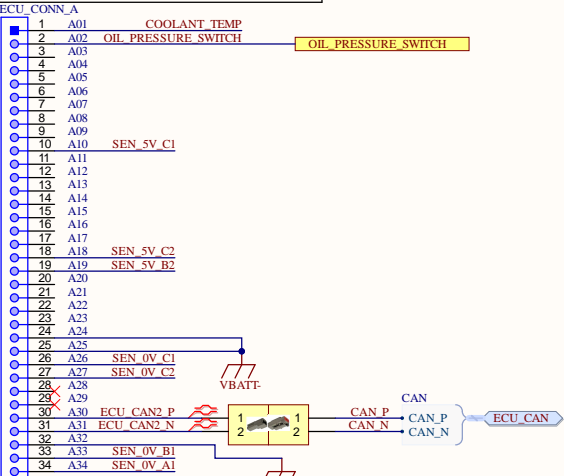 ECU_CONN_A
1 A01 COOLANT_TEMP
2 A02 OIL_PRESSURE_SWITCH OIL_PRESSURE_SWITCH
3 A03
4 A04
5 A05
6 A06
7 A07
8 A08
9 A09
10 A10 SEN_5V_C1
11 A11
12 A12
13 A13
14 A14
15 A15
16 A16
17 A17
18 A18 SEN_5V_C2
19 A19 SEN_5V_B2
20 A20
21 A21
22 A22
23 A23
24 A24
25 A25
26 A26 SEN_0V_C1
27 A27 SEN_0V_C2
VBATT-
28 A28
29 A29
CAN
30 A30 ECU_CAN2_P 1 1 CAN_P CAN_P ECU_CAN
31 A31 ECU_CAN2_N 2 2 CAN_N CAN_N
32 A32
33 A33 SEN_0V_B1
34 A34 SEN_0V_A1